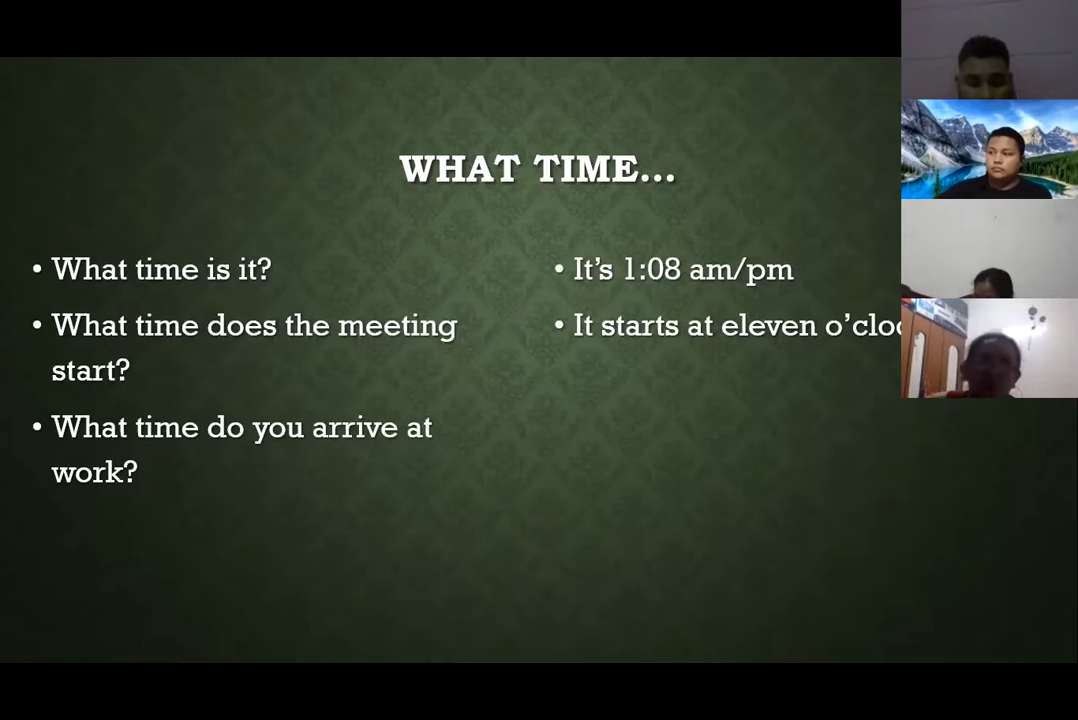 WHAT TIME...
• What time is it?
• What time does the meeting
start?
• What time do you arrive at
work?
• It's 1:08 am/pm
• It starts at eleven